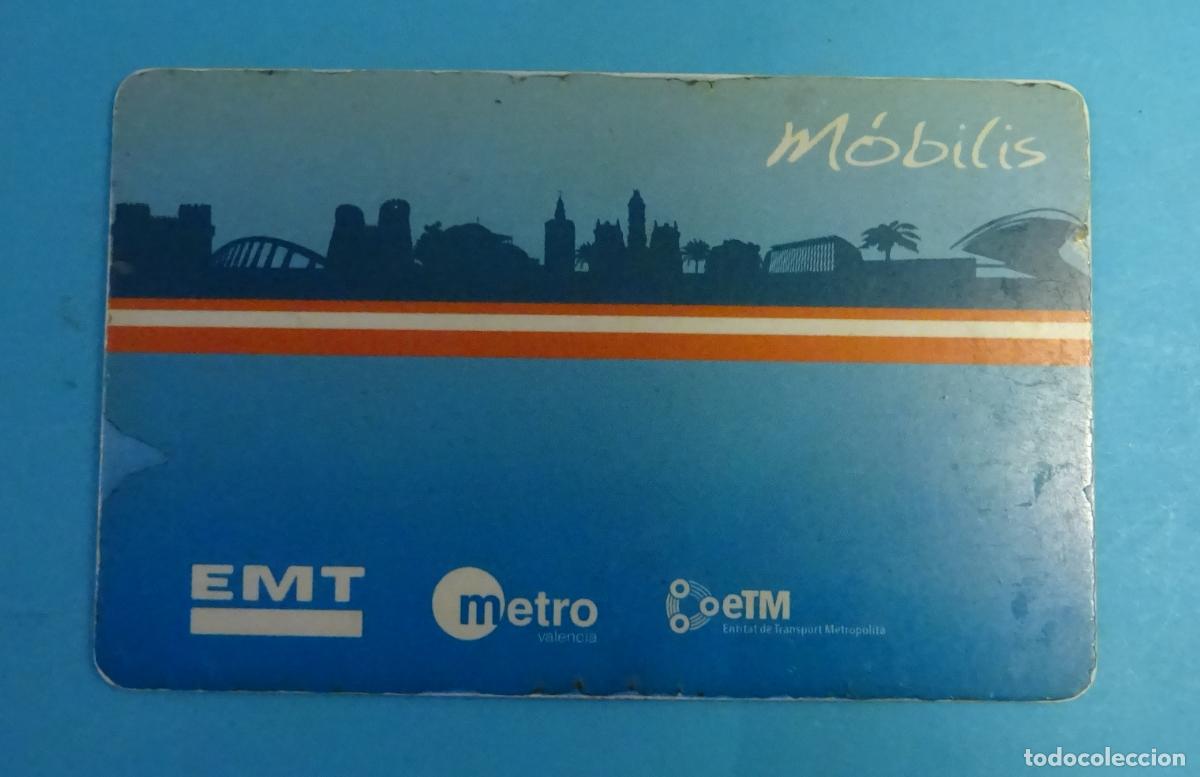 Móbilis
EMT
metro
valencia
eTM
Entitat de Transport Metropolità
todocoleccion